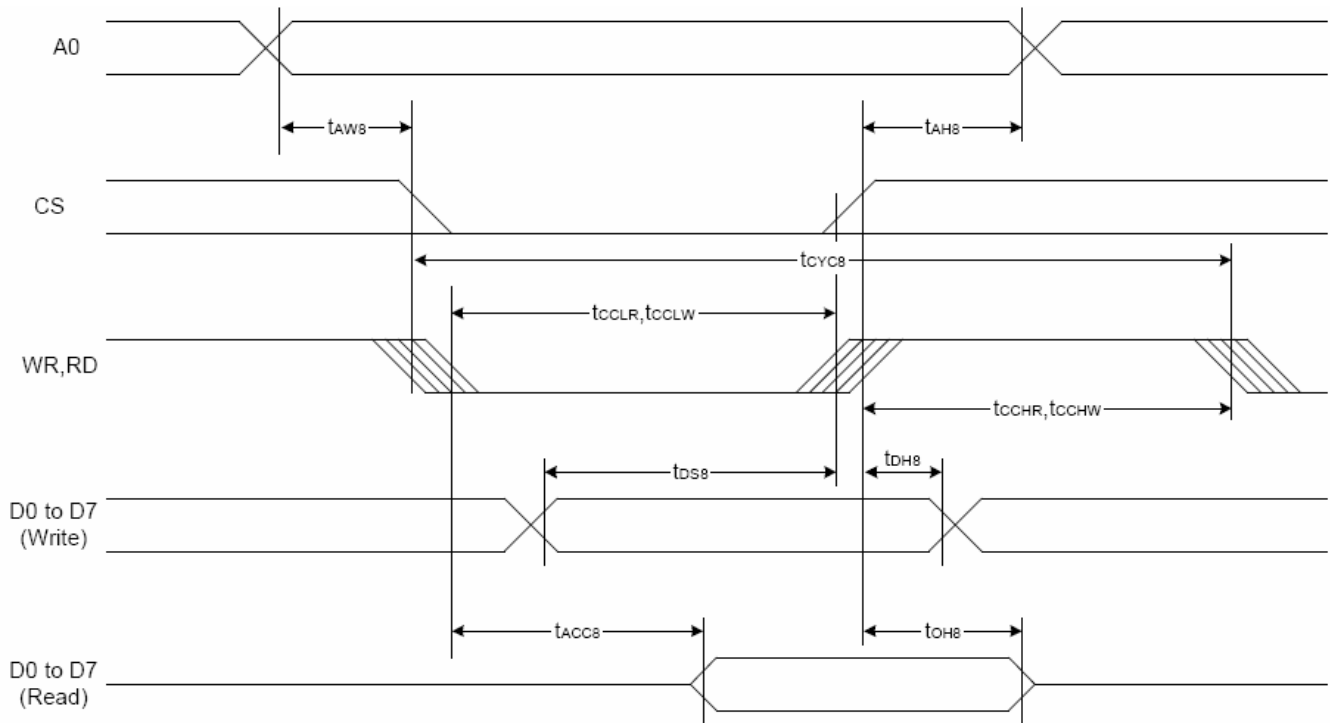 A0
tAW8
tAH8
CS
tCYC8
tCCLR,tCCLW
WR,RD
tCCHR,tCCHW
tDS8
tDH8
D0 to D7
(Write)
tACC8
tOH8
D0 to D7
(Read)